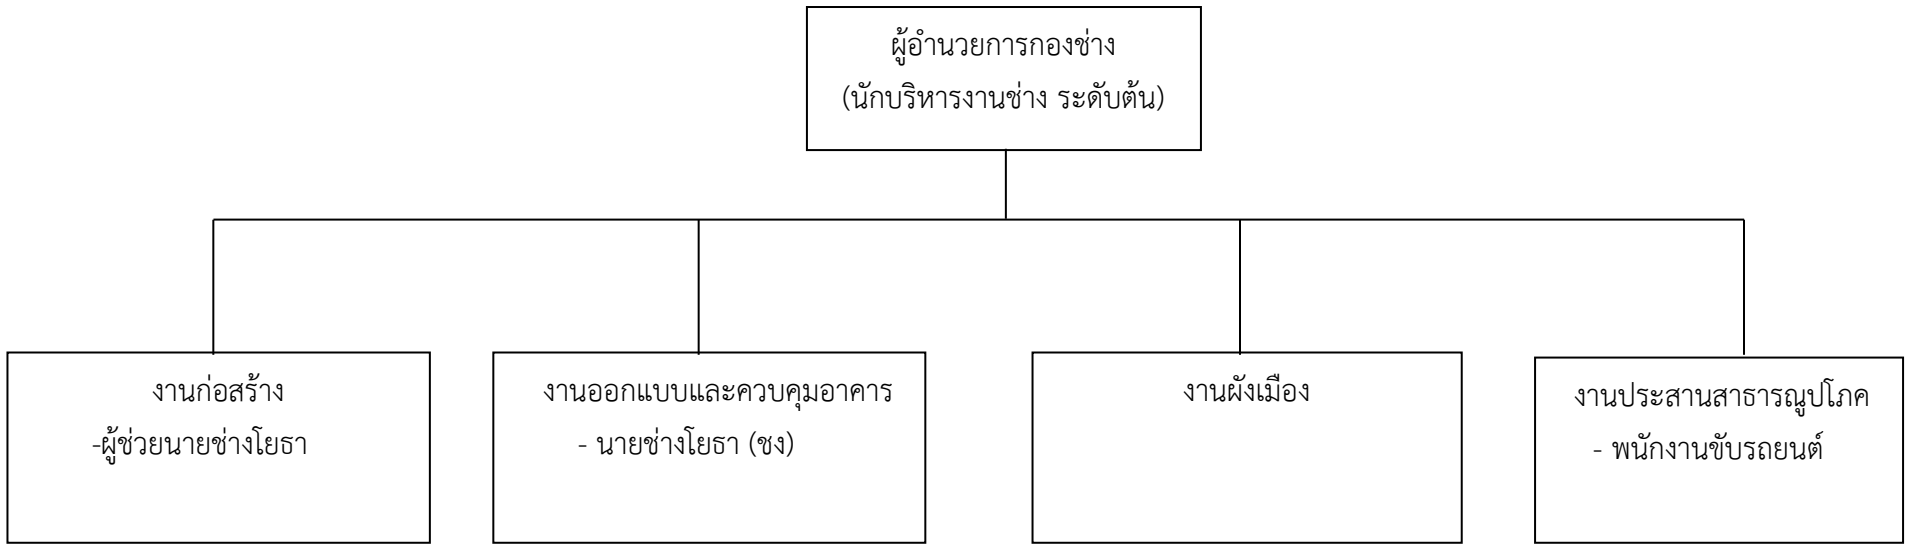 ผู้อำนวยการกองช่าง
(นักบริหารงานช่าง ระดับต้น)
งานก่อสร้าง
-ผู้ช่วยนายช่างโยธา
งานออกแบบและควบคุมอาคาร
- นายช่างโยธา (ชง)
งานผังเมือง
งานประสานสาธารณูปโภค
- พนักงานขับรถยนต์